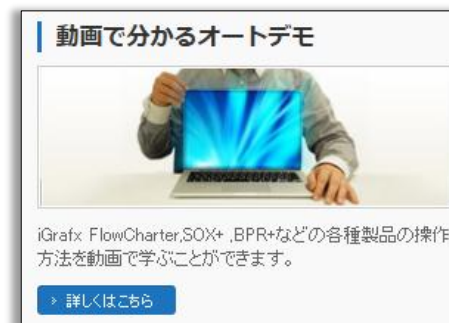 動画で分かるオートデモ
iGrafx FlowCharter,SOX+ ,BPR+などの各種製品の操作
方法を動画で学ぶことができます。
> 詳しくはこちら